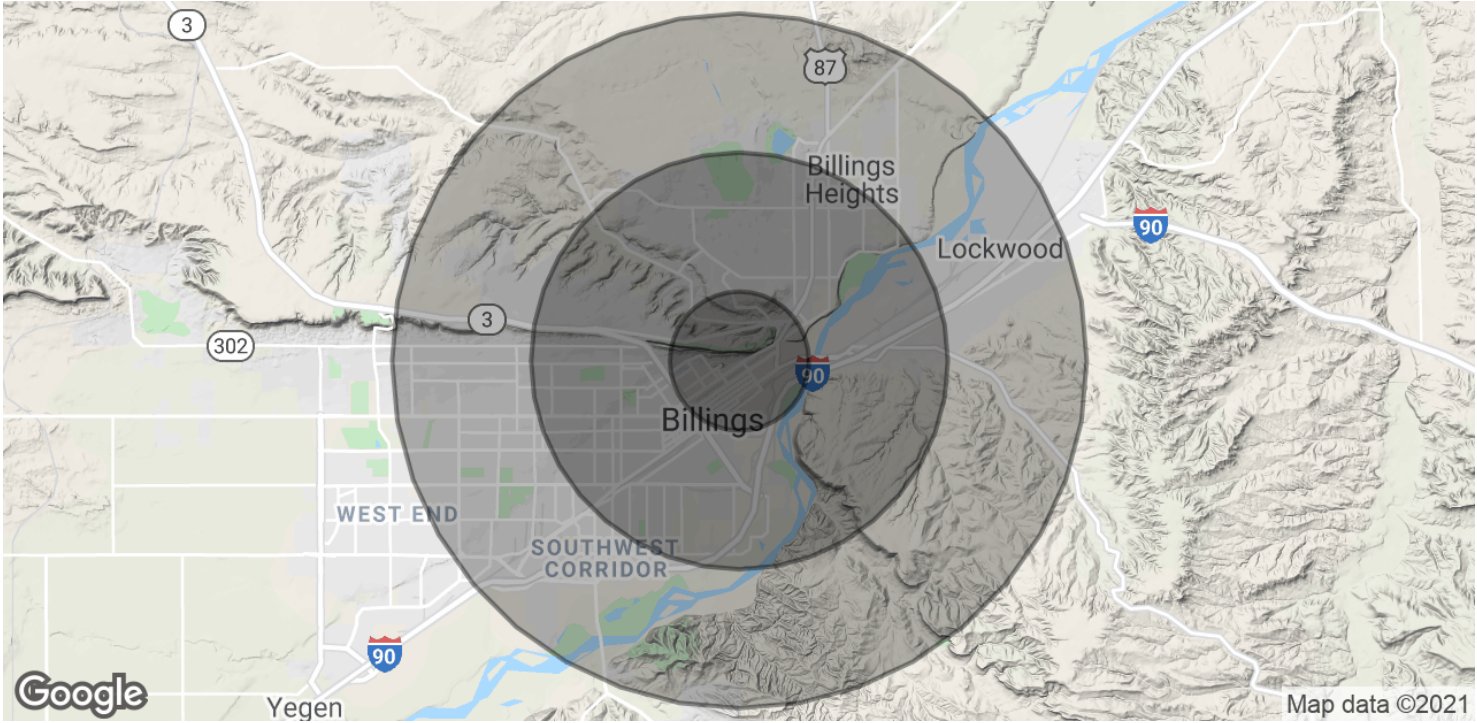 3
87
Billings
Heights
90
Lockwood
3
302
90
Billings
WEST END
SOUTHWEST
CORRIDOR
90
Google
Yegen
Map data ©2021